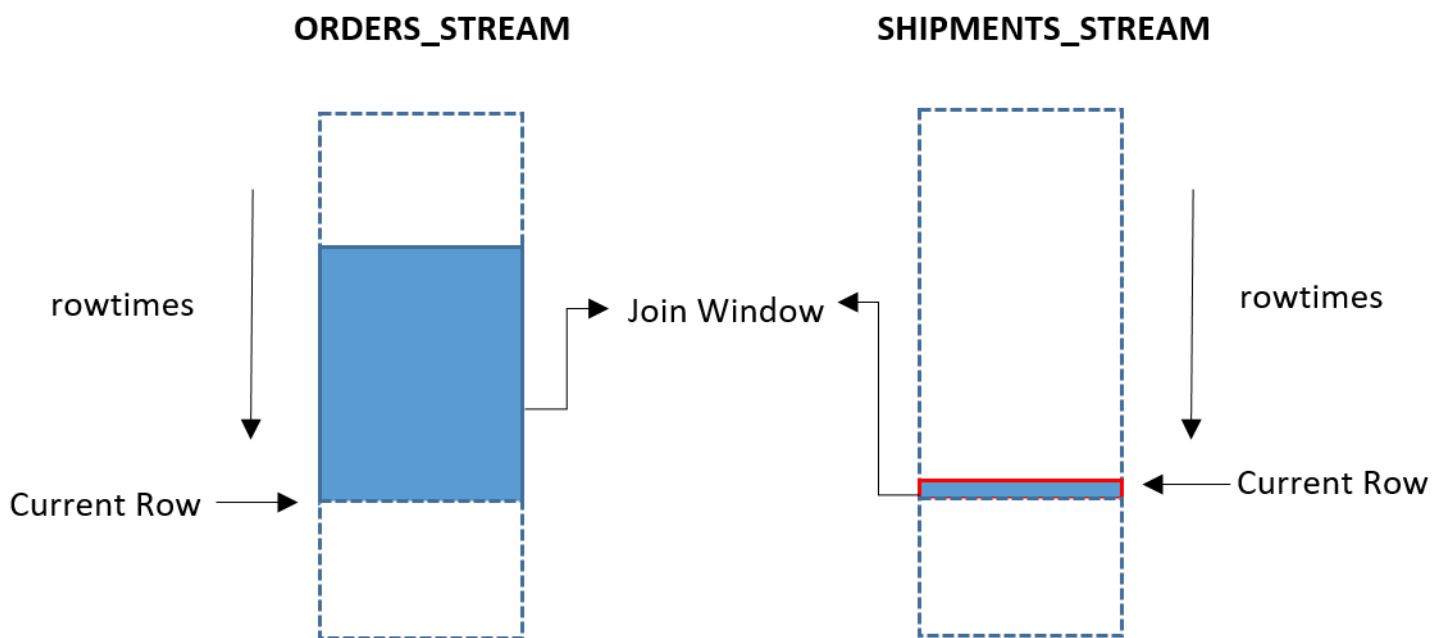 ORDERS_STREAM
SHIPMENTS_STREAM
rowtimes
Join Window
rowtimes
Current Row
Current Row